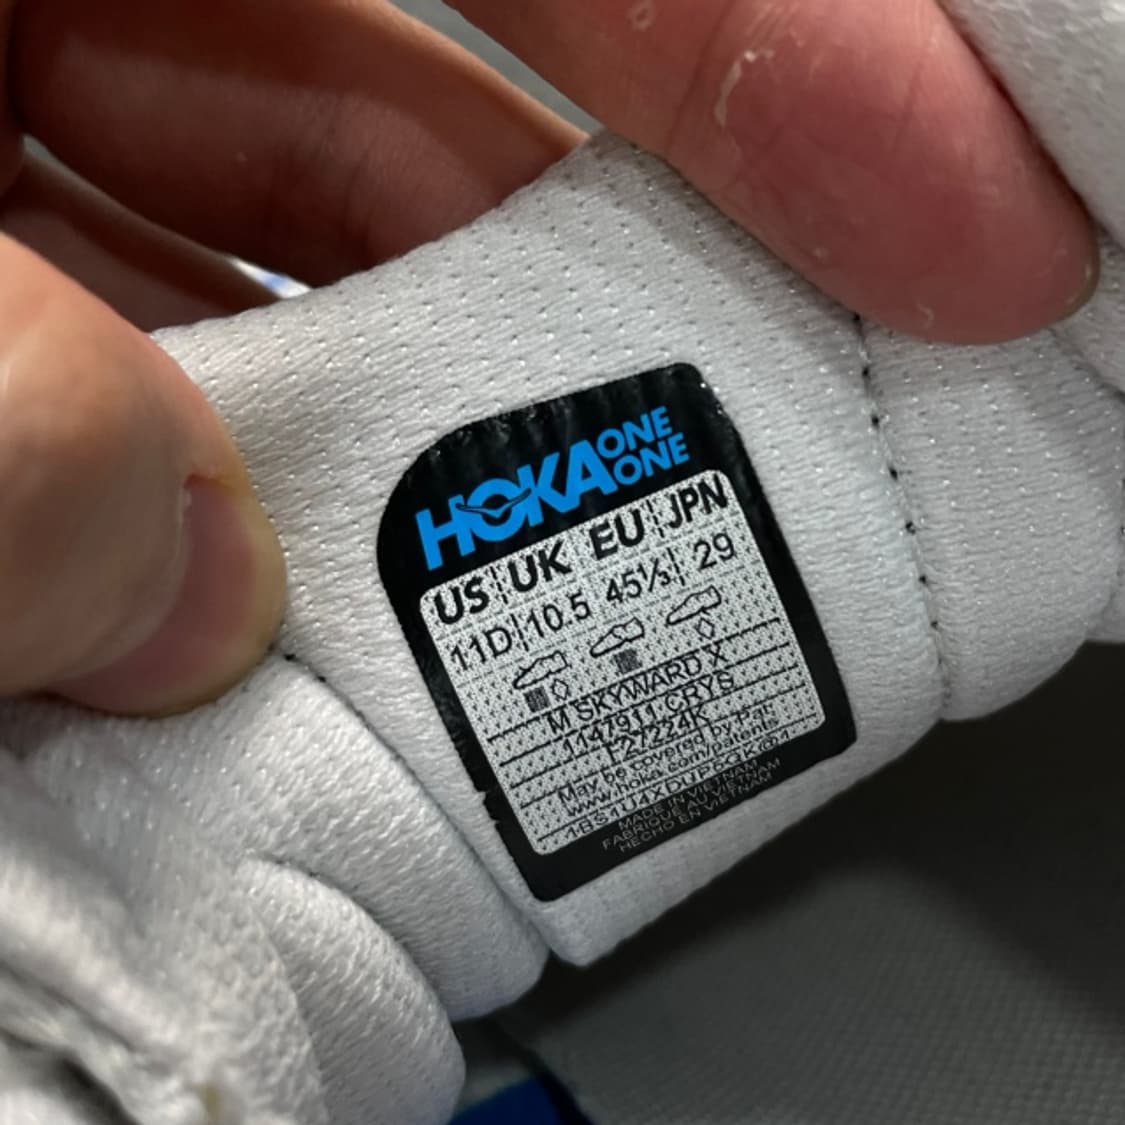 HOKA ONE ONE
US UK EU JPN
11D 10.5 45⅓ 29
M SKYWARD X
1147911 CRYS
F27224K
May be covered by Pat.
www.hoka.com/patents
MADE IN VIETNAM
FABRIQUÉ AU VIETNAM
HECHO EN VIETNAM